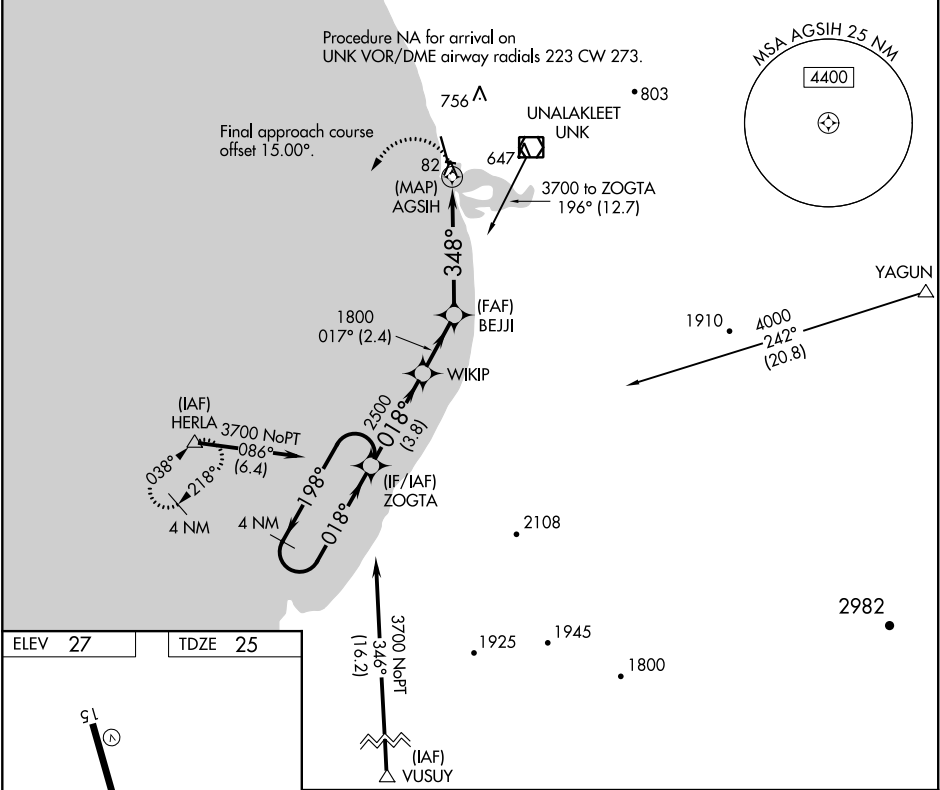 Procedure NA for arrival on
UNK VOR/DME airway radials 223 CW 273.
MSA AGSIH 25 NM
4400
756
803
UNALAKLEET
UNK
Final approach course
offset 15.00°.
82
647
(MAP)
AGSIH
3700 to ZOGTA
196° (12.7)
348°
YAGUN
(FAF)
BEJJI
1800
017° (2.4)
1910
4000
242°
(20.8)
WIKIP
(IAF)
HERLA
3700 NoPT
086°
(6.4)
2500
018°
(3.8)
038°
218°
4 NM
198°
018°
4 NM
(IF/IAF)
ZOGTA
2108
2982
3700 NoPT
346°
(16.2)
1925
1945
1800
(IAF)
VUSUY
ELEV 27
TDZE 25
15
V